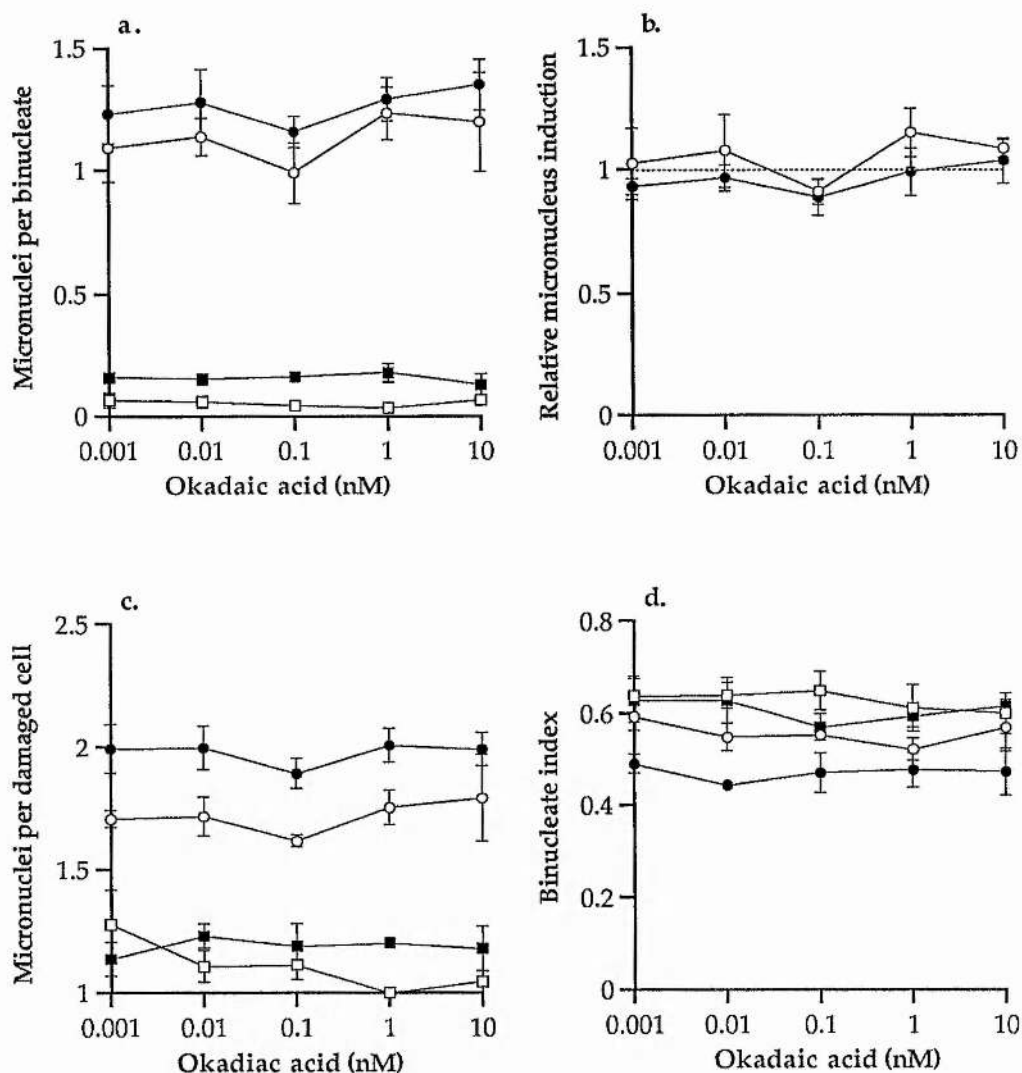 a.
Micronuclei per binucleate
1.5
1
0.5
0
0.001 0.01 0.1 1 10
Okadaic acid (nM)
b.
Relative micronucleus induction
1.5
1
0.5
0
0.001 0.01 0.1 1 10
Okadaic acid (nM)
c.
Micronuclei per damaged cell
2.5
2
1.5
1
0.001 0.01 0.1 1 10
Okadiac acid (nM)
d.
Binucleate index
0.8
0.6
0.4
0.2
0
0.001 0.01 0.1 1 10
Okadaic acid (nM)